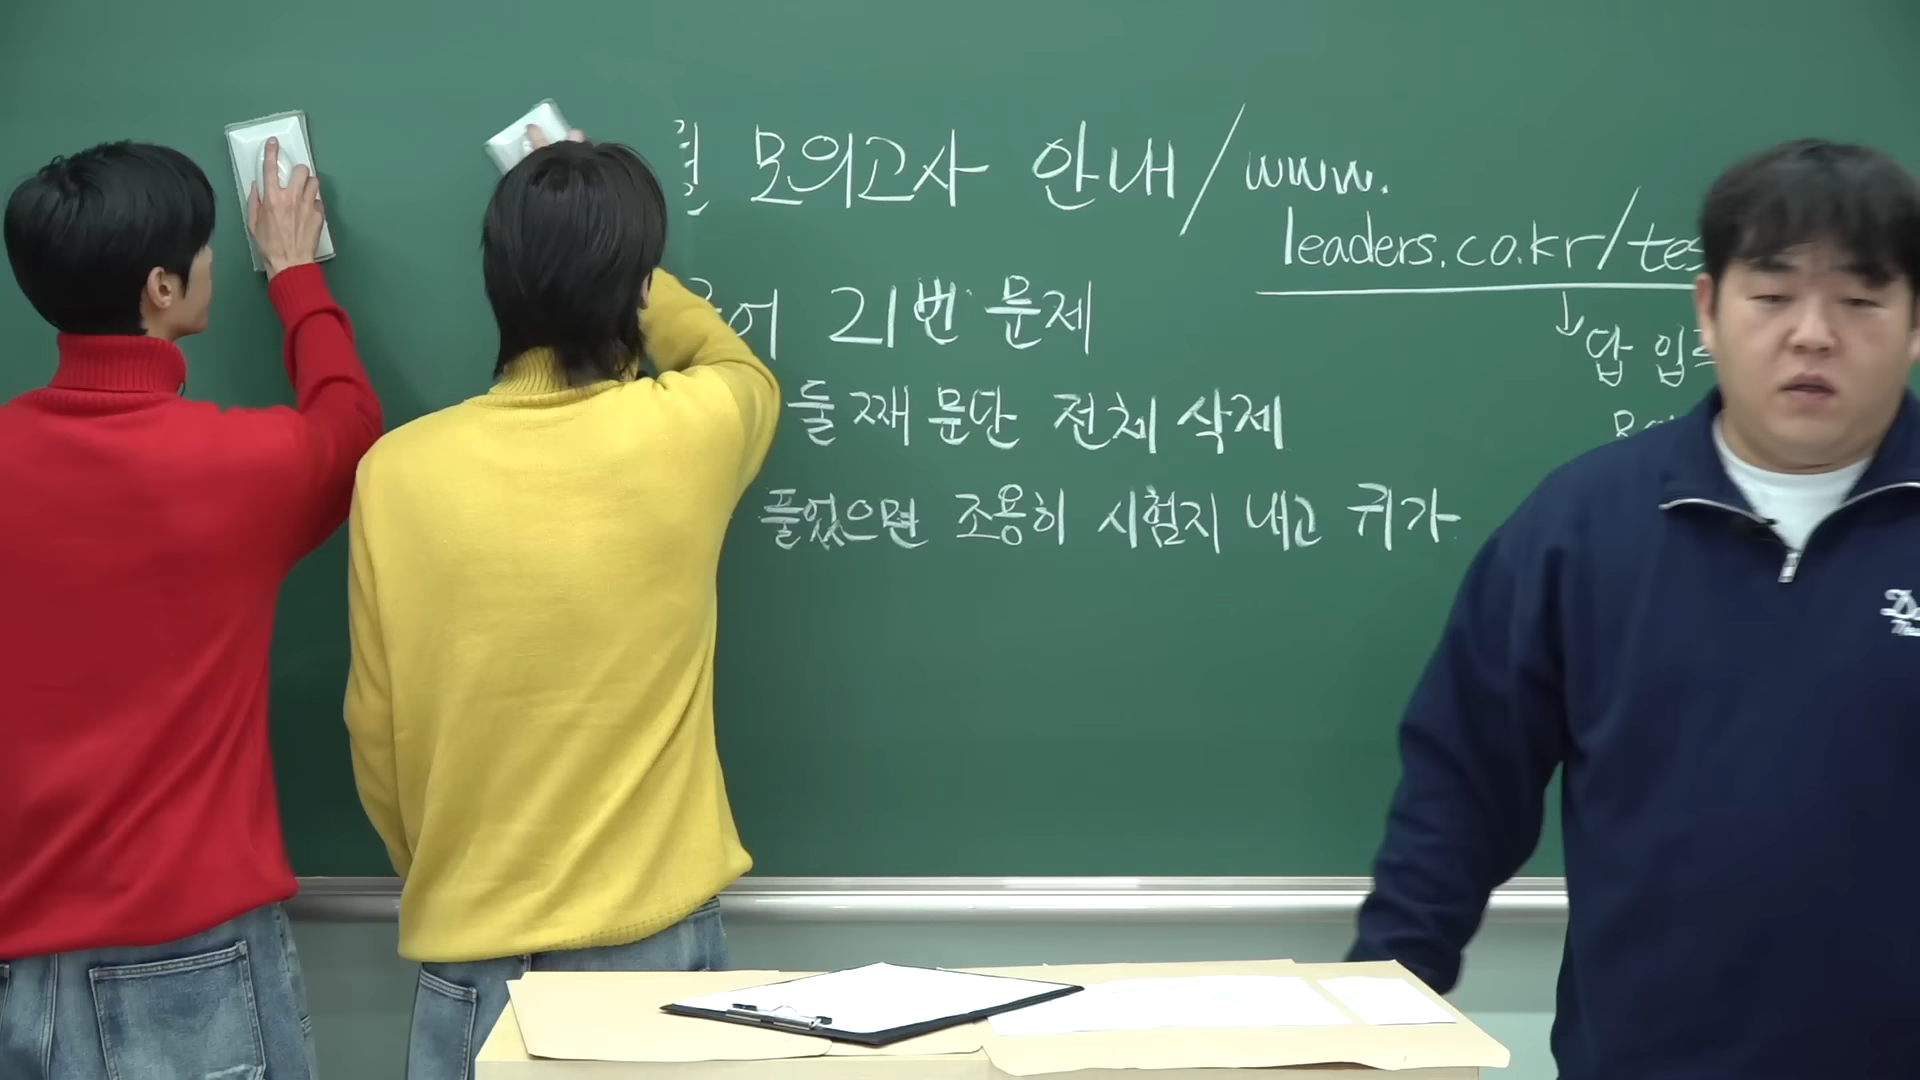 모의고사 안내/www.
leaders.co.kr/tes
21번 문제
답
둘째 문단 전체 삭제
풀었으면 조용히 시험지 내고 귀가